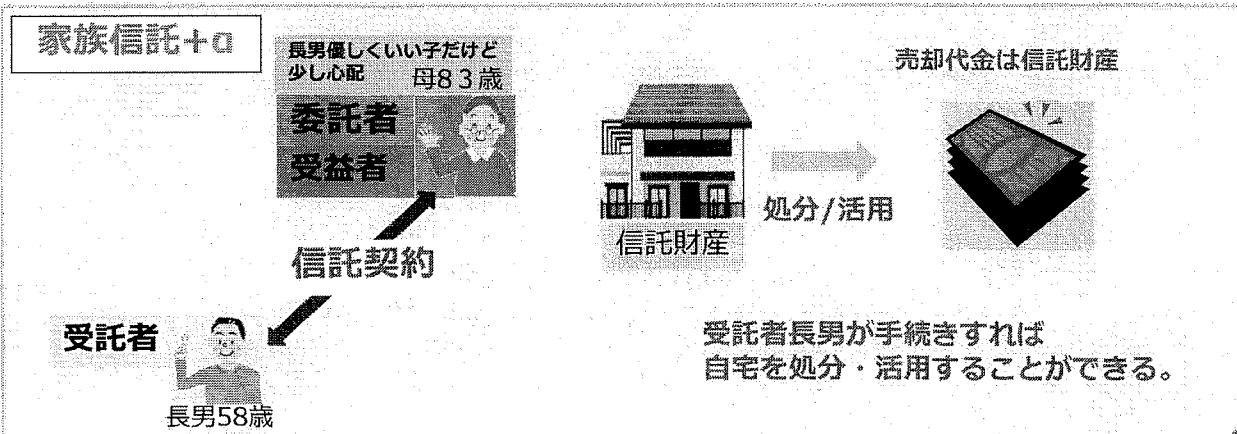 家族信託+α
長男優しくいい子だけど
少し心配
母83歳
委託者
受益者
信託契約
受託者
長男58歳
信託財産
処分/活用
売却代金は信託財産
受託者長男が手続きすれば
自宅を処分・活用することができる。